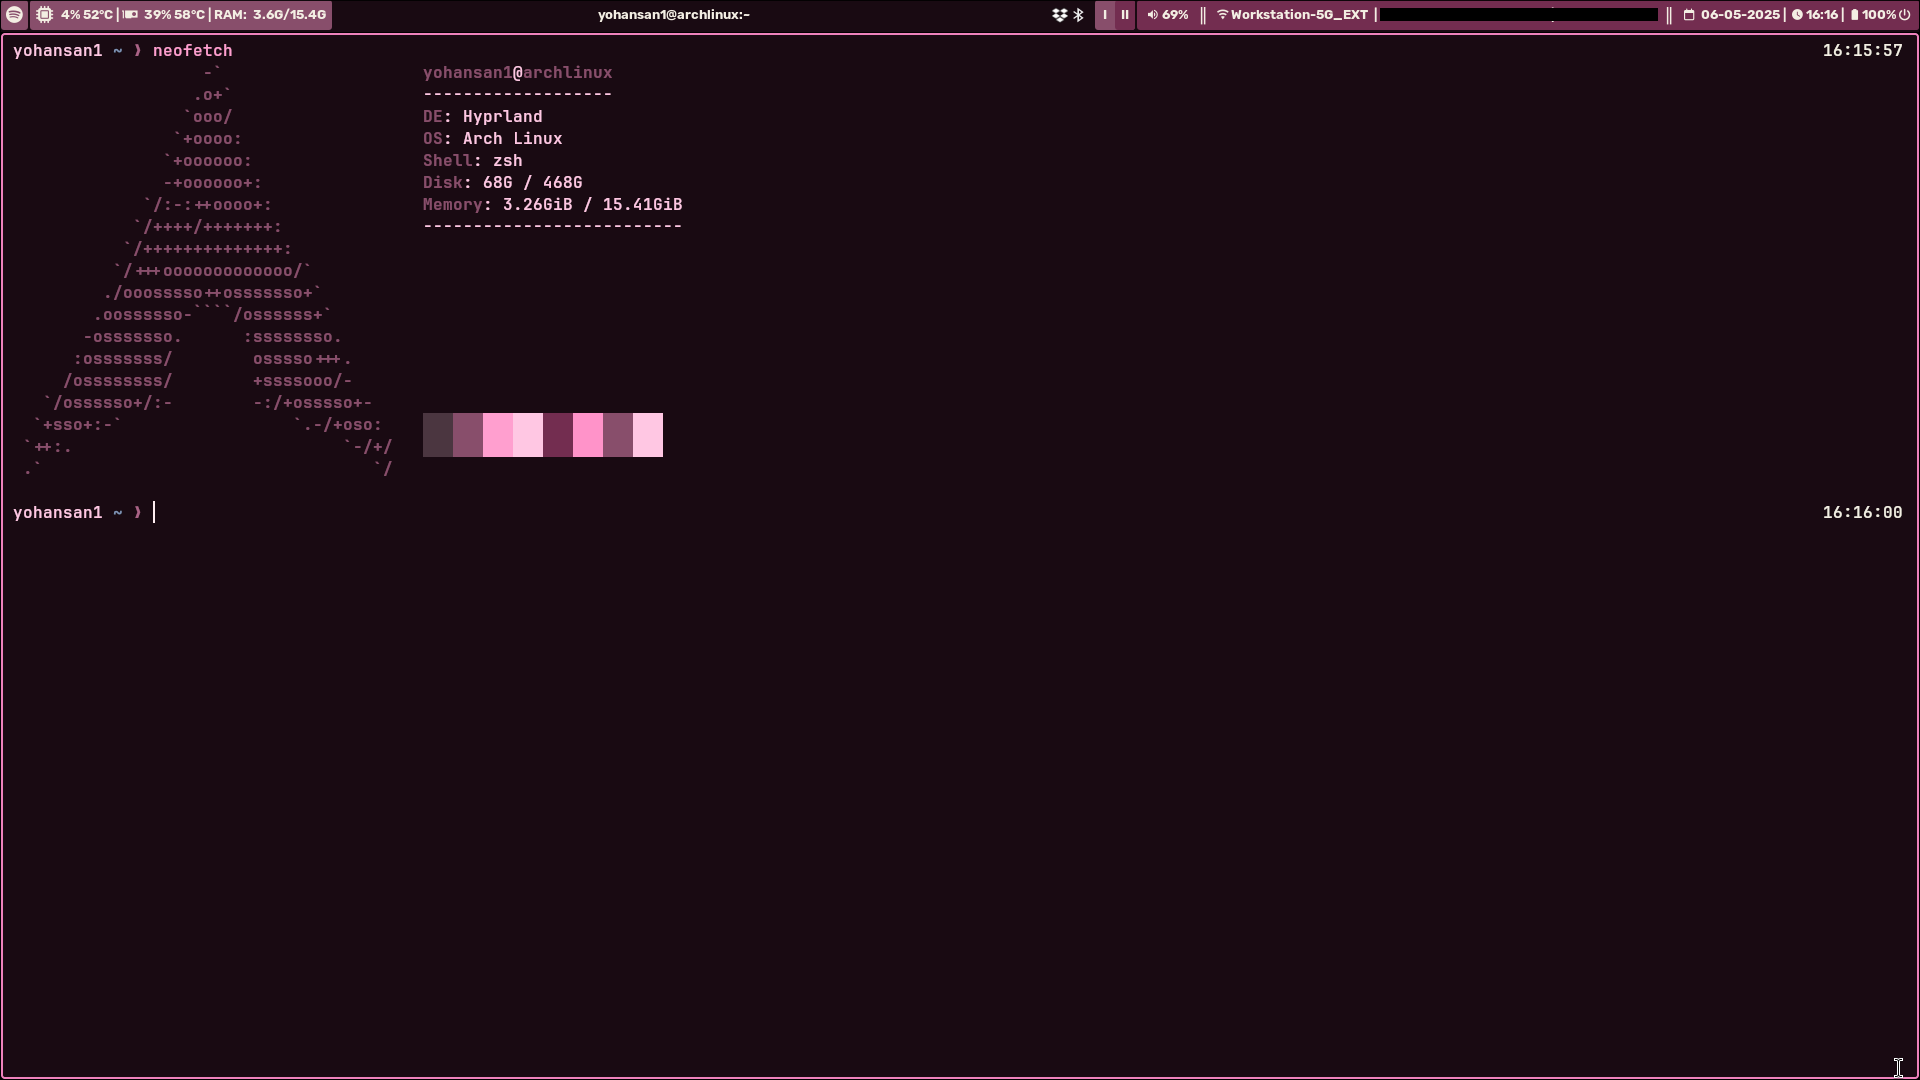 4% 52°C | 39% 58°C | RAM: 3.6G/15.4G
yohansan1@archlinux:~
I II
69% || Workstation-5G_EXT | || 06-05-2025 | 16:16 | 100%
yohansan1 ~ ❫ neofetch 16:15:57
-` yohansan1@archlinux
.o+` -------------------
`ooo/ DE: Hyprland
`+oooo: OS: Arch Linux
`+oooooo: Shell: zsh
-+oooooo+: Disk: 68G / 468G
`/:-:++oooo+: Memory: 3.26GiB / 15.41GiB
`/++++/+++++++: --------------------------
`/++++++++++++++:
`/+++ooooooooooooo/`
./ooosssso++osssssso+`
.oossssso-````/ossssss+`
-osssssso. :ssssssso.
:osssssss/ osssso+++.
/ossssssss/ +ssssooo/-
`/ossssso+/:- -:/+osssso+-
`+sso+:-` `.-/+oso:
`++:. `-/+/
.` `/
yohansan1 ~ ❫ 16:16:00